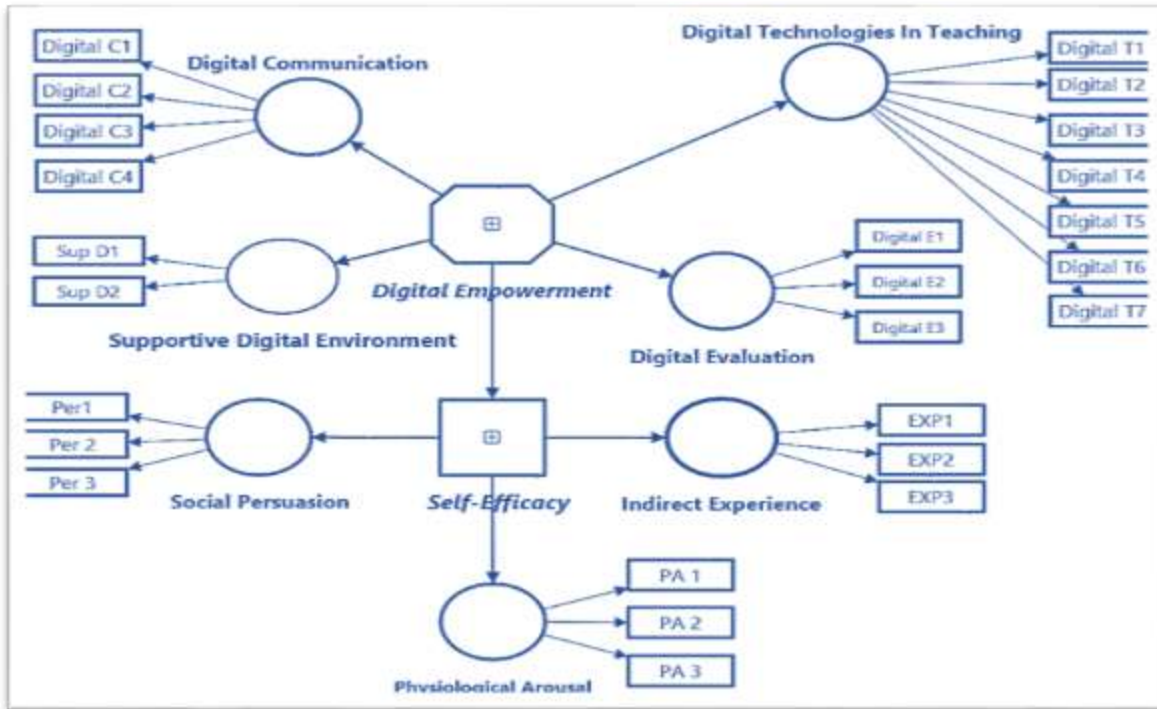 Digital Technologies In Teaching
Digital C1
Digital C2
Digital C3
Digital C4
Digital Communication
Digital T1
Digital T2
Digital T3
Digital T4
Digital T5
Digital T6
Digital T7
Sup D1
Sup D2
Supportive Digital Environment
Digital Empowerment
Digital E1
Digital E2
Digital E3
Digital Evaluation
Per1
Per 2
Per 3
Social Persuasion
Self-Efficacy
Indirect Experience
EXP1
EXP2
EXP3
PA 1
PA 2
PA 3
Physiological Arousal